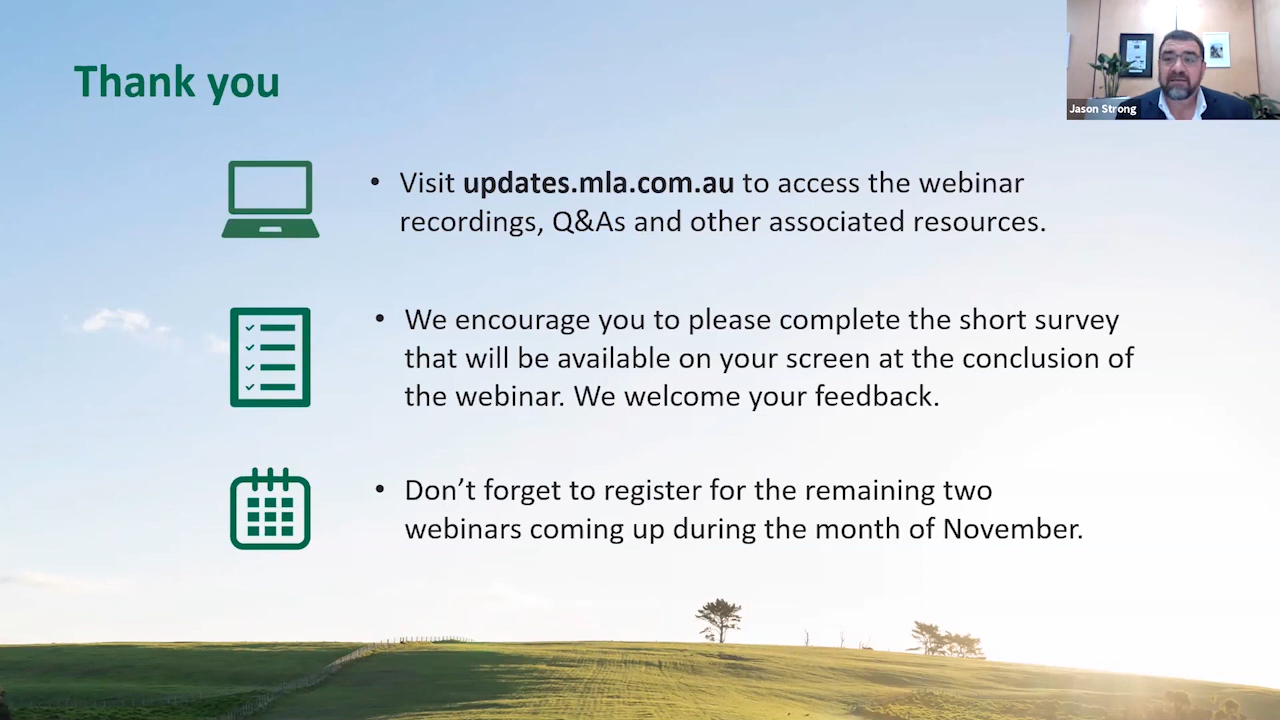 Thank you
Jason Strong
• Visit updates.mla.com.au to access the webinar
recordings, Q&As and other associated resources.
• We encourage you to please complete the short survey
that will be available on your screen at the conclusion of
the webinar. We welcome your feedback.
• Don’t forget to register for the remaining two
webinars coming up during the month of November.